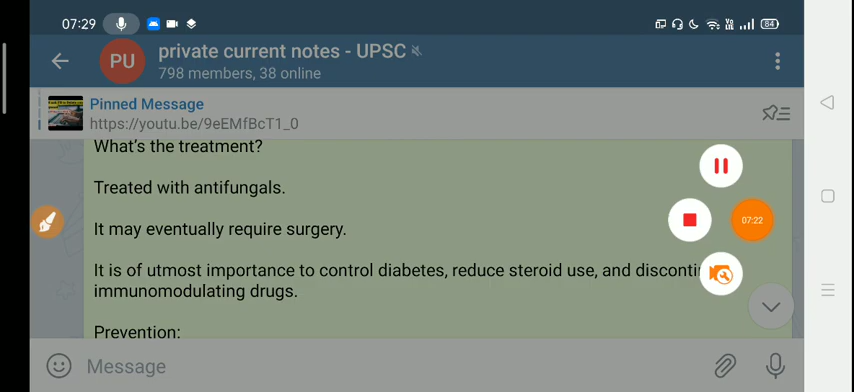 07:29
84
private current notes - UPSC
PU
798 members, 38 online
Pinned Message
https://youtu.be/9eEMfBcT1_0
What's the treatment?
Treated with antifungals.
07:22
It may eventually require surgery.
It is of utmost importance to control diabetes, reduce steroid use, and disconti
immunomodulating drugs.
Prevention:
Message